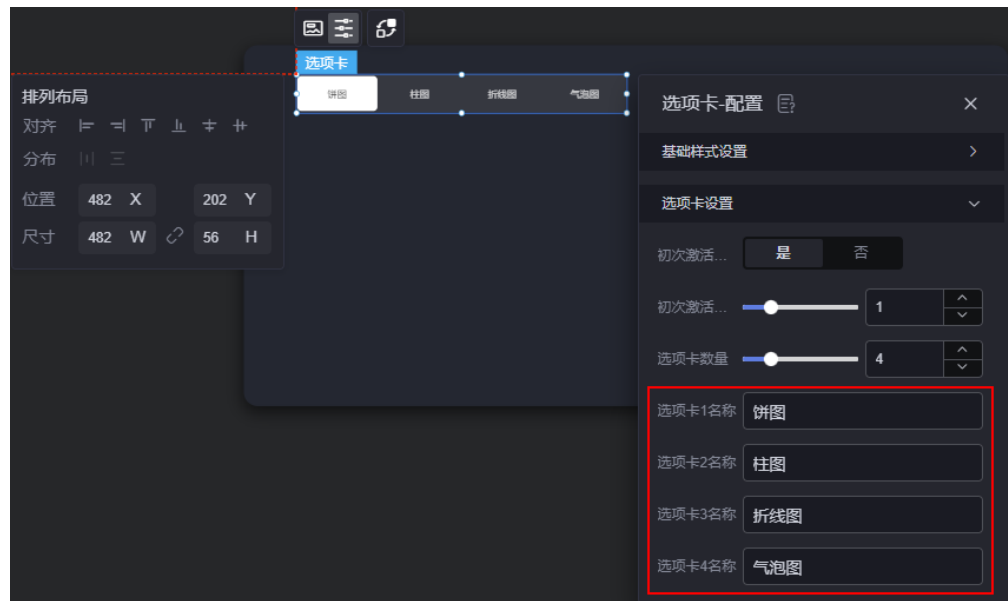 选项卡
饼图 柱图 折线图 气泡图
排列布局
对齐
分布
位置 482 X 202 Y
尺寸 482 W 56 H
选项卡-配置
基础样式设置
选项卡设置
初次激活... 是 否
初次激活... 1
选项卡数量 4
选项卡1名称 饼图
选项卡2名称 柱图
选项卡3名称 折线图
选项卡4名称 气泡图